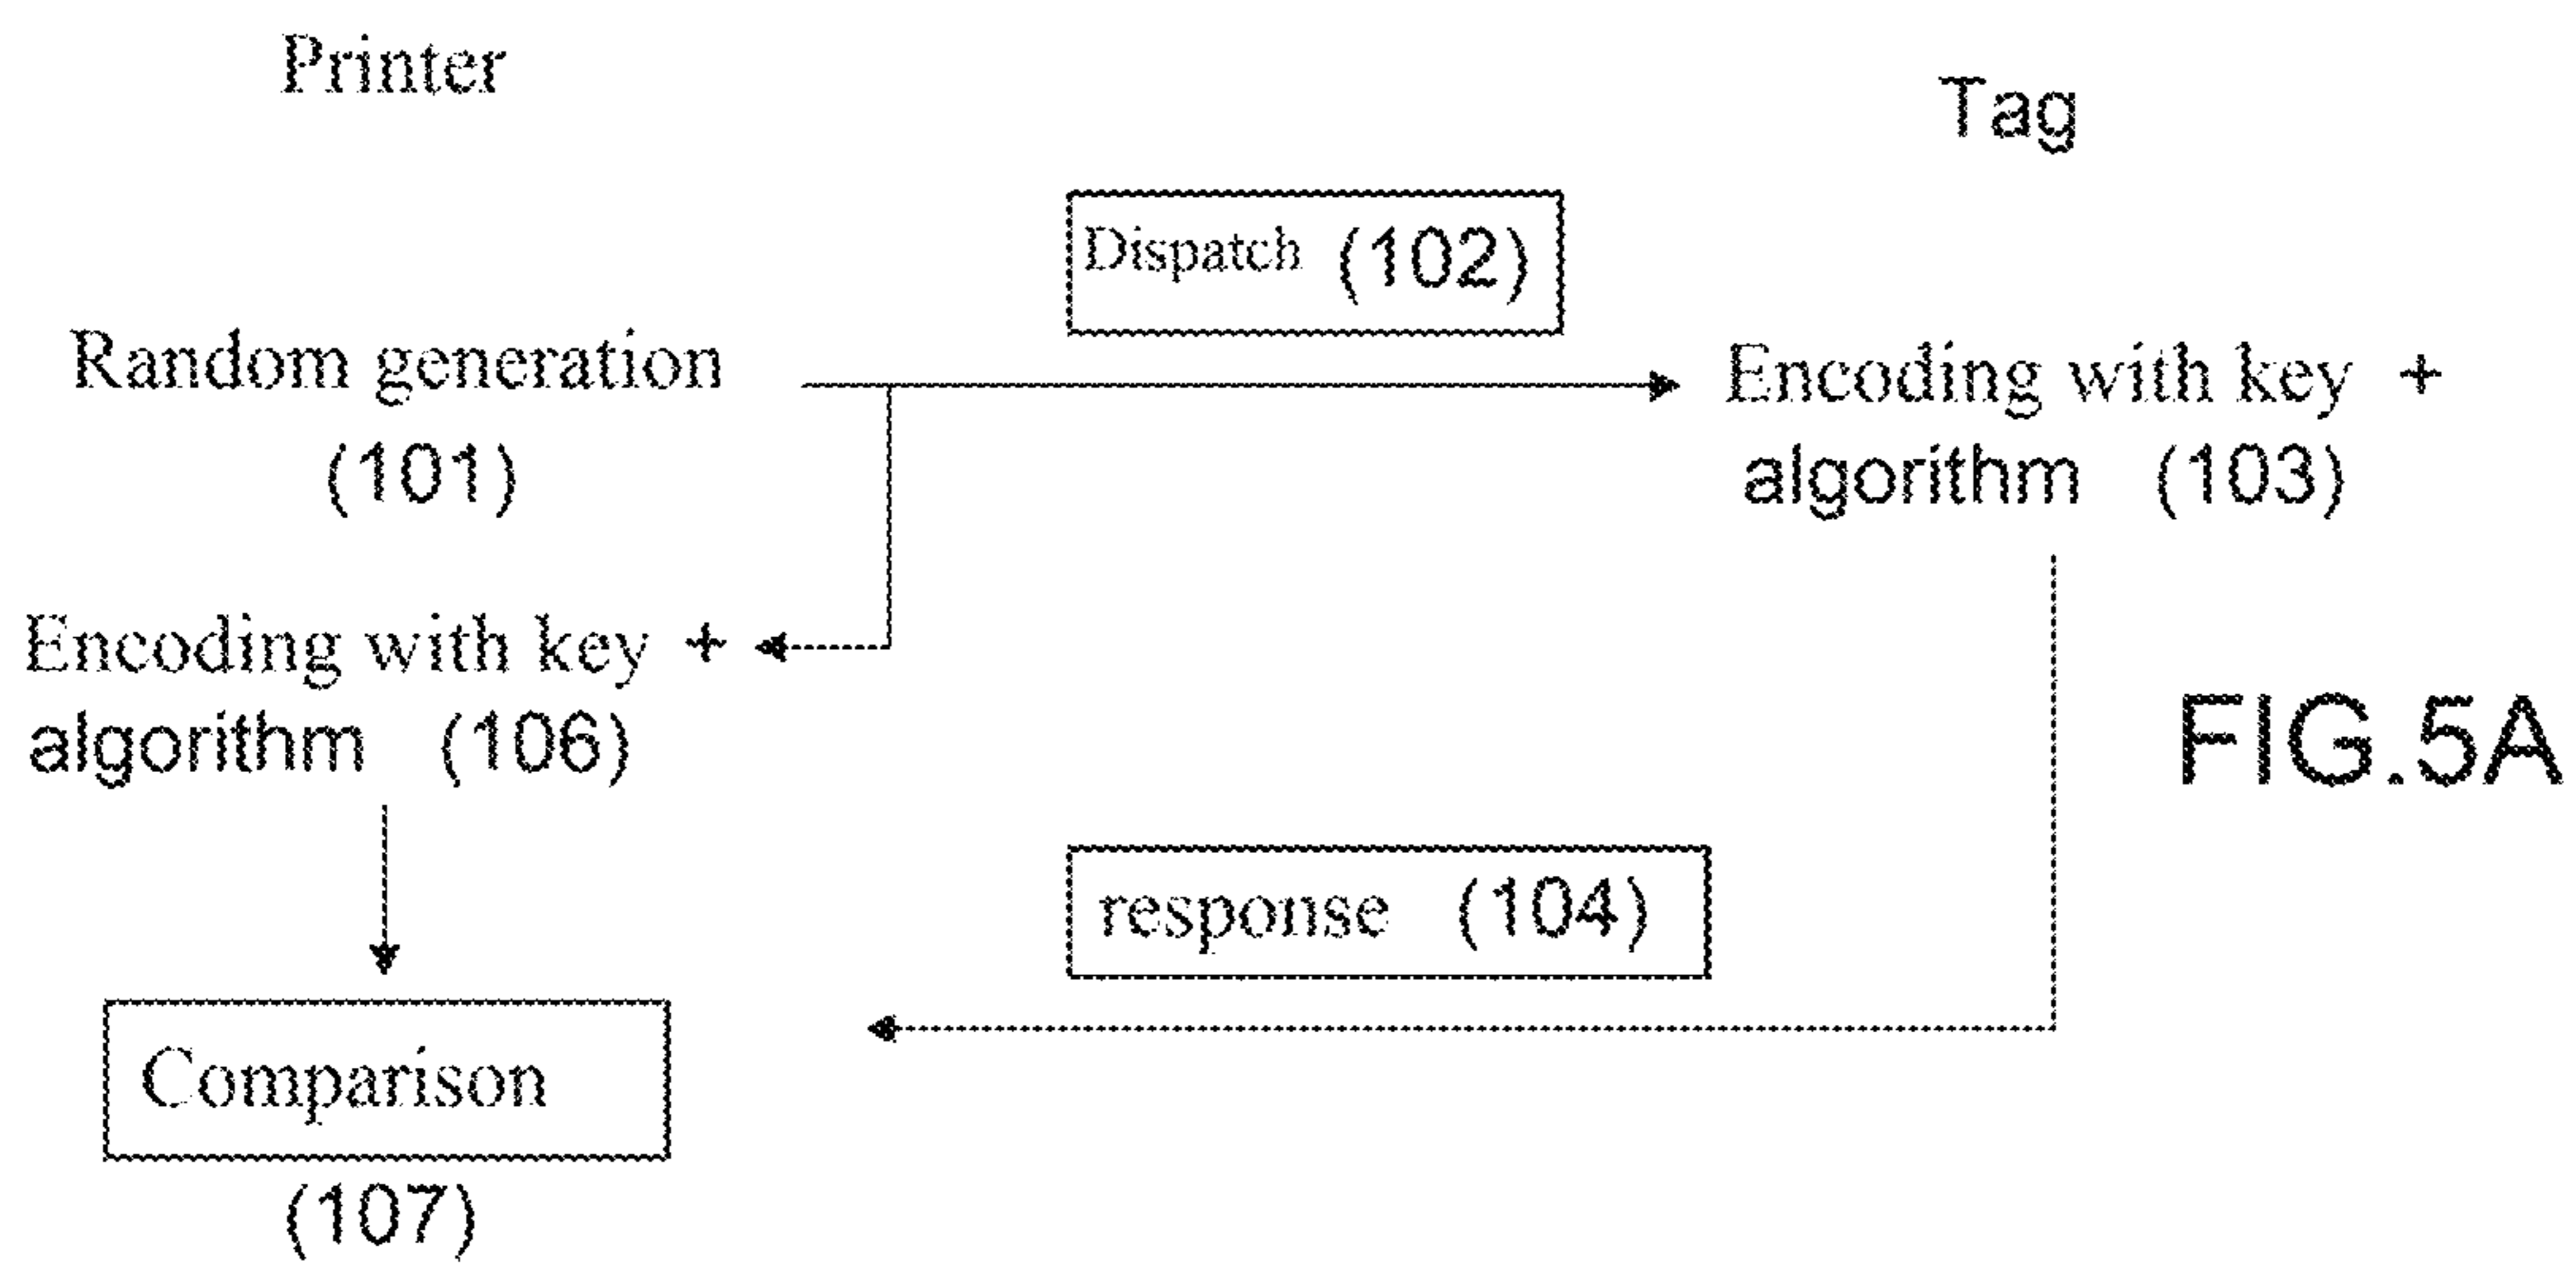 Printer
Tag
Dispatch (102)
Random generation
(101)
Encoding with key +
algorithm (103)
Encoding with key +
algorithm (106)
FIG.5A
response (104)
Comparison
(107)